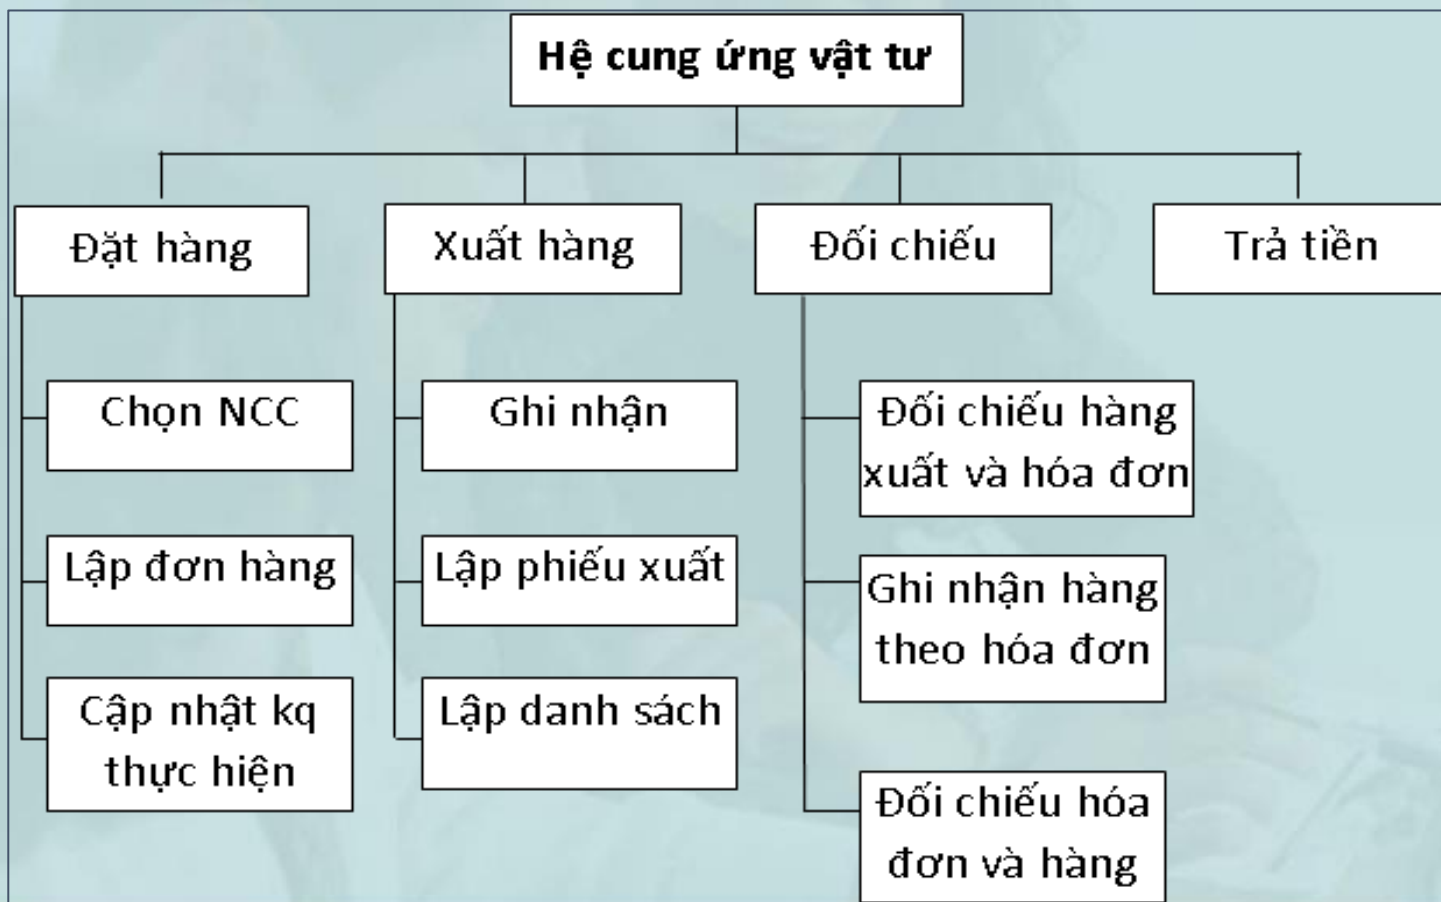 Hệ cung ứng vật tư
Đặt hàng
Xuất hàng
Đối chiếu
Trả tiền
Chọn NCC
Lập đơn hàng
Cập nhật kq
thực hiện
Ghi nhận
Lập phiếu xuất
Lập danh sách
Đối chiếu hàng
xuất và hóa đơn
Ghi nhận hàng
theo hóa đơn
Đối chiếu hóa
đơn và hàng